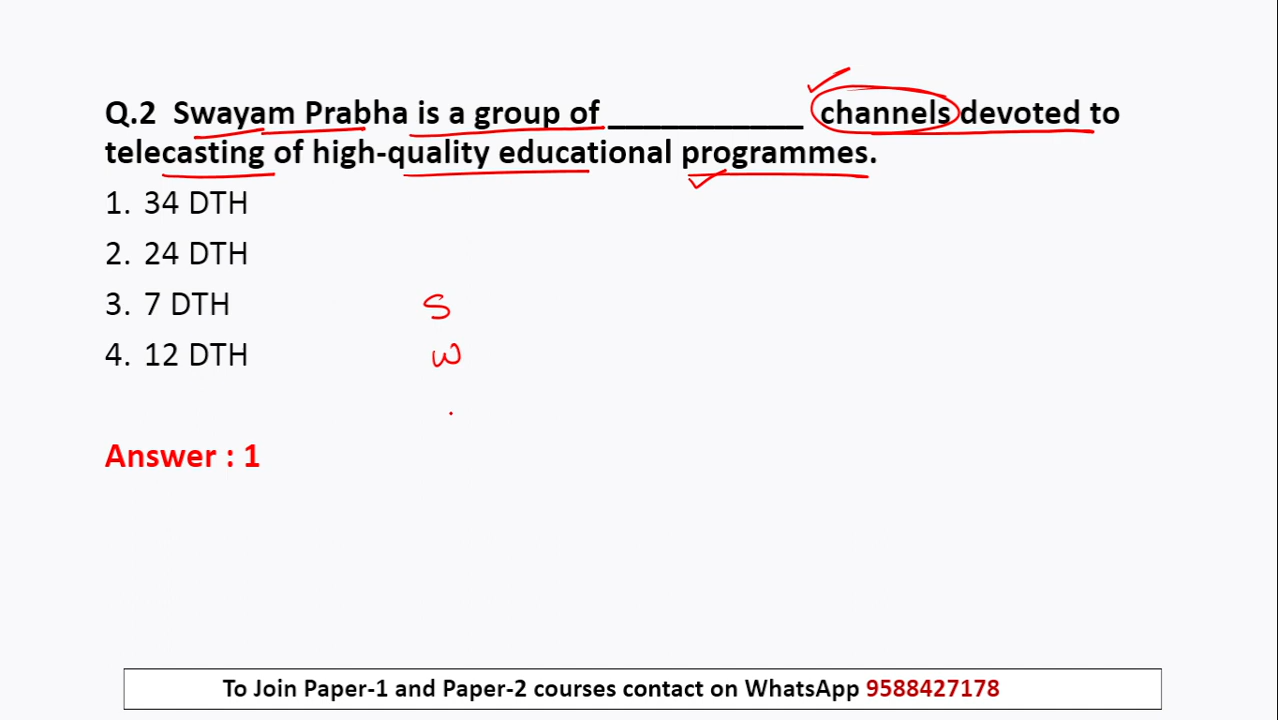 Q.2 Swayam Prabha is a group of ____________ channels devoted to
telecasting of high-quality educational programmes.
1. 34 DTH
2. 24 DTH
3. 7 DTH
S
4. 12 DTH
W
Answer : 1
To Join Paper-1 and Paper-2 courses contact on WhatsApp 9588427178